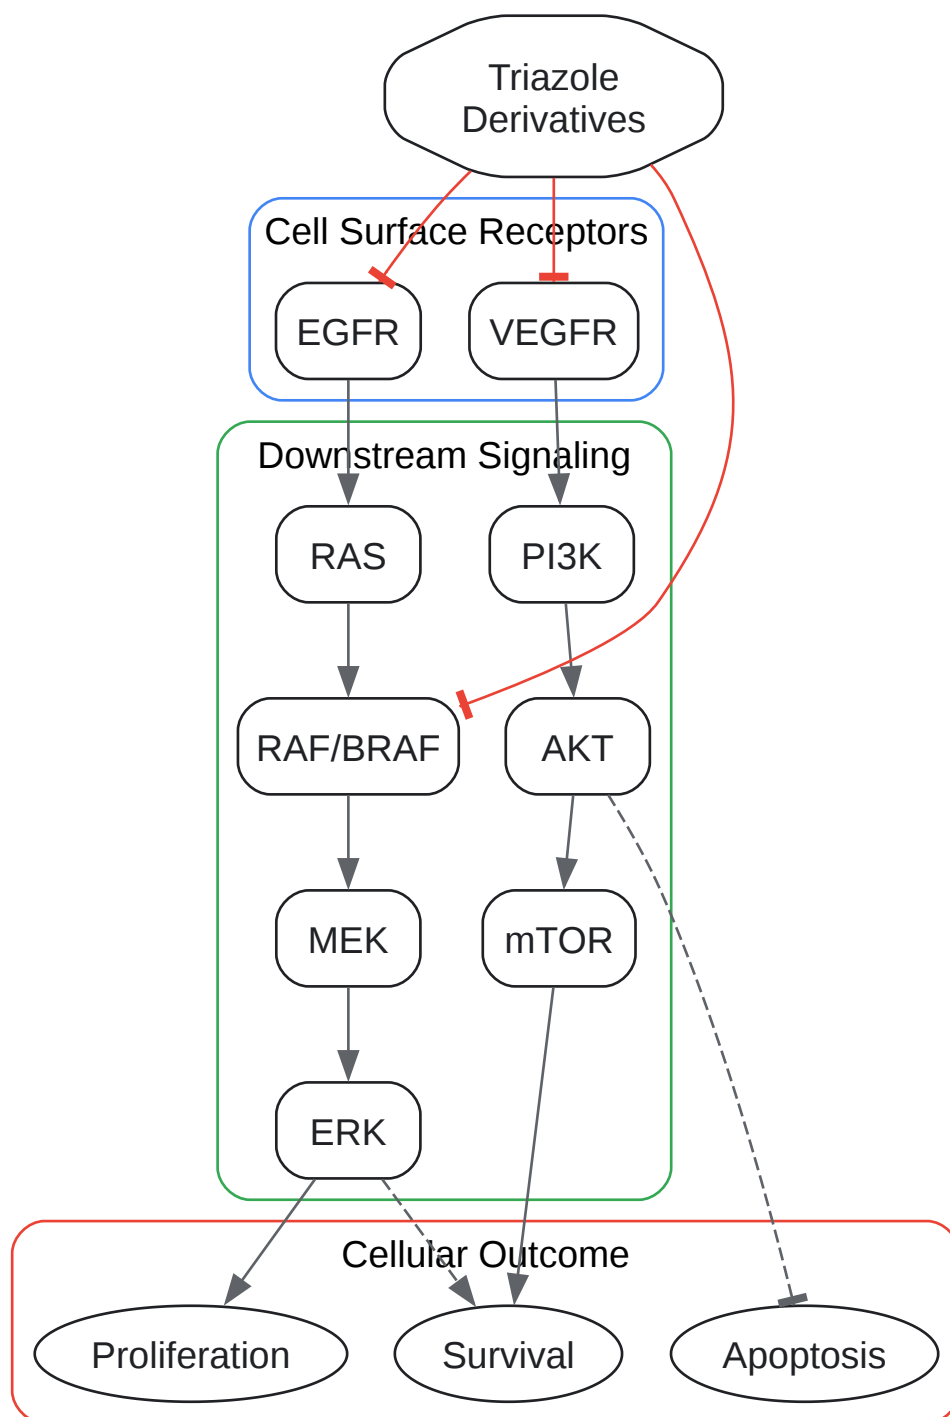 Triazole
Derivatives
Cell Surface Receptors
EGFR
VEGFR
Downstream Signaling
RAS
PI3K
RAF/BRAF
AKT
MEK
mTOR
ERK
Cellular Outcome
Proliferation
Survival
Apoptosis